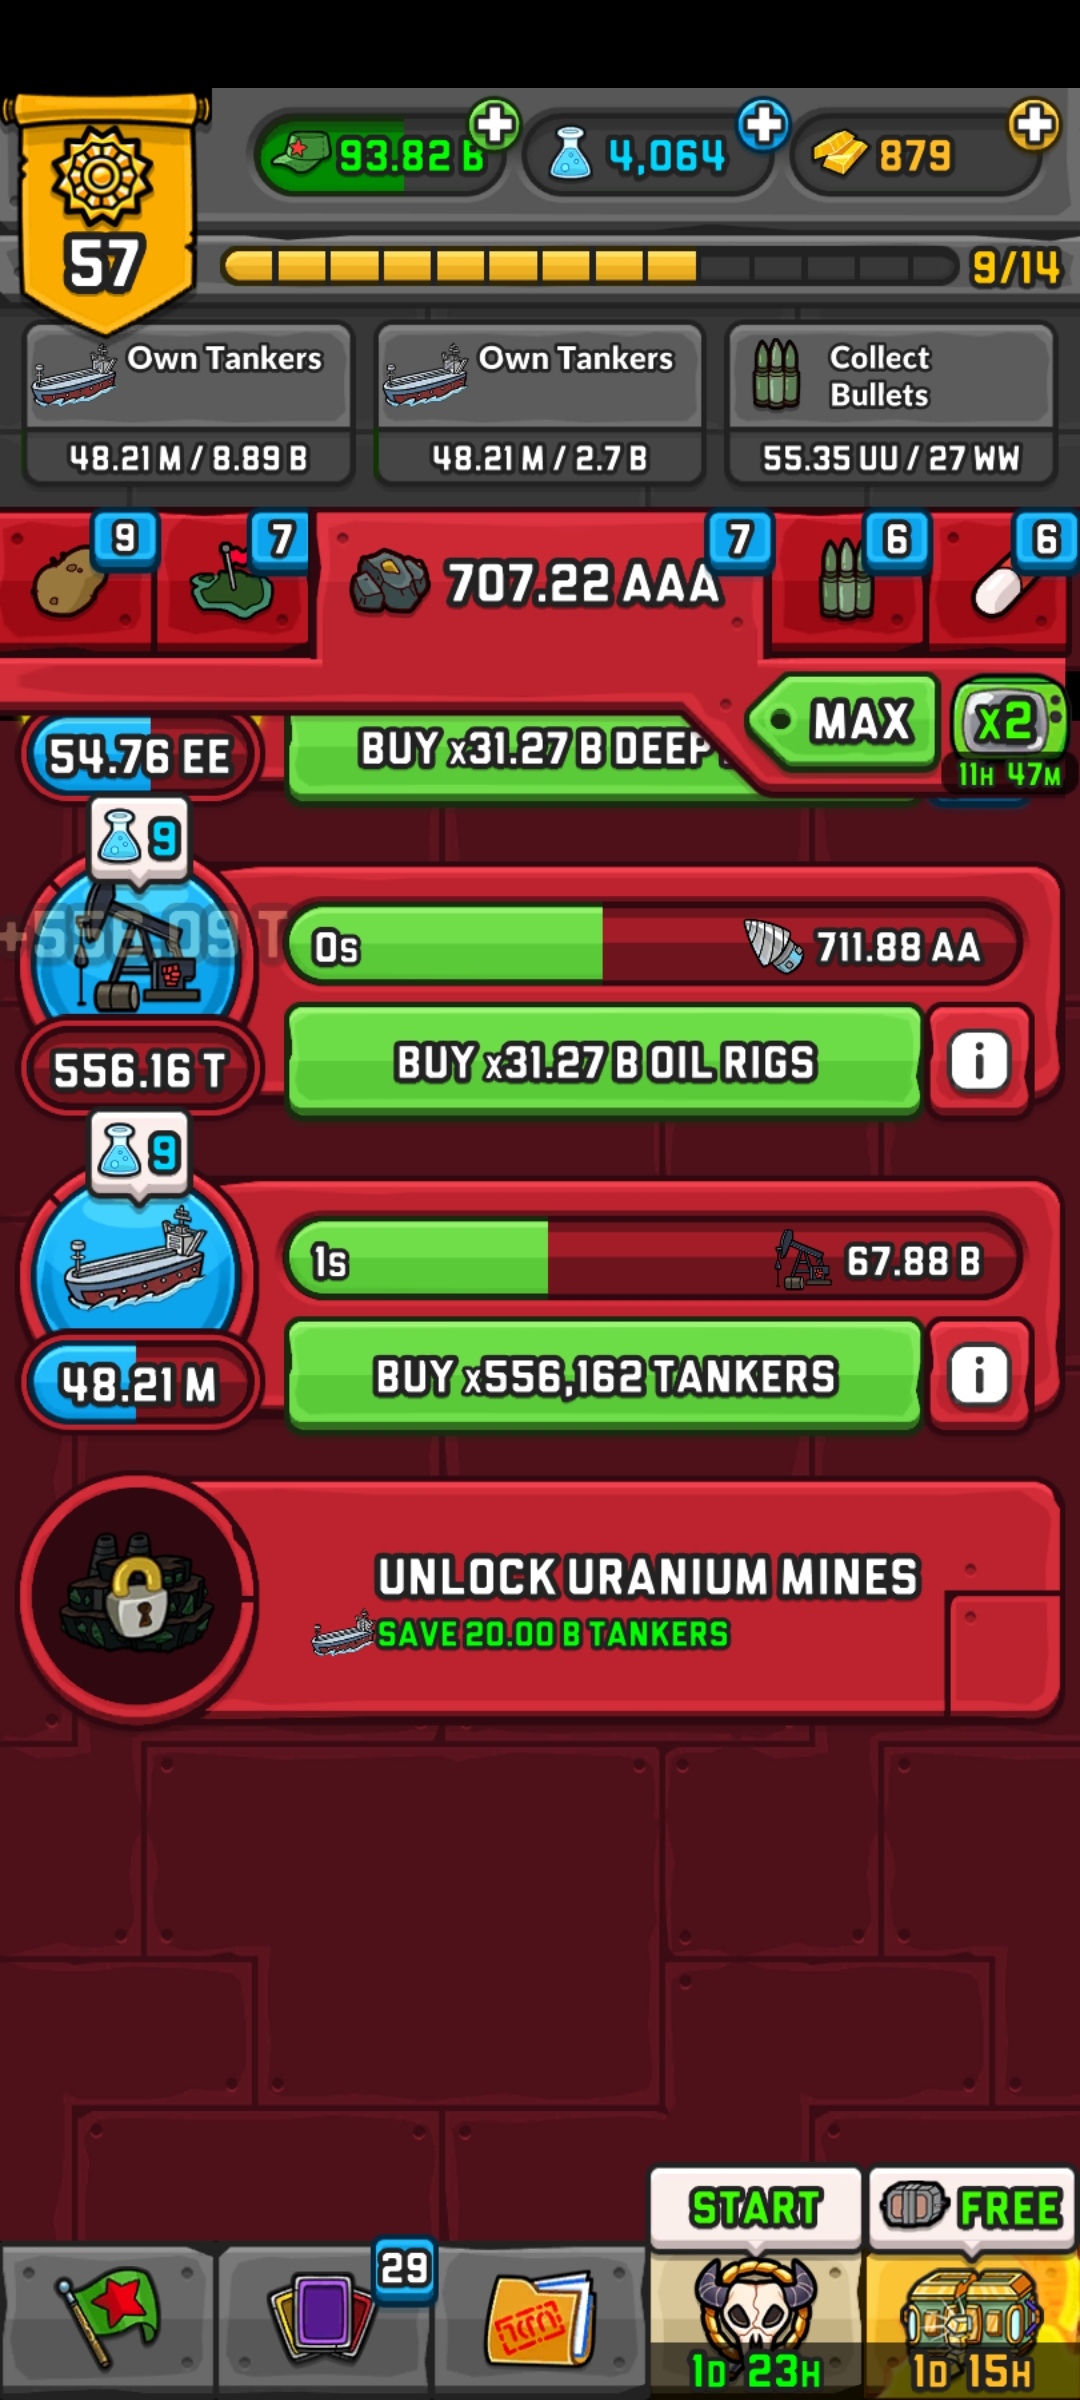 93.82 B
4,064
879
57
9/14
Own Tankers
48.21 M / 8.89 B
Own Tankers
48.21 M / 2.7 B
Collect
Bullets
55.35 UU / 27 WW
9
7
707.22 AAA
7
6
6
MAX
x2
11H 47M
54.76 EE
BUY x31.27 B DEEP
9
+556.09 T
0s
711.88 AA
556.16 T
BUY x31.27 B OIL RIGS
i
9
1s
67.88 B
48.21 M
BUY x556,162 TANKERS
i
UNLOCK URANIUM MINES
SAVE 20.00 B TANKERS
START
FREE
29
1D 23H
1D 15H